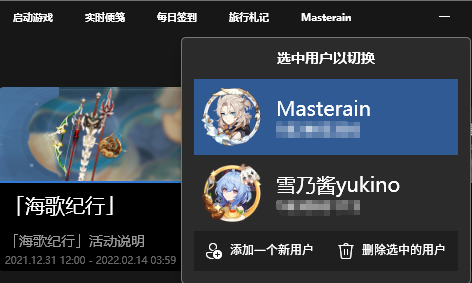 启动游戏 实时便笺 每日签到 旅行札记 Masterain
选中用户以切换
Masterain
雪乃酱yukino
添加一个新用户 删除选中的用户
「海歌纪行」
「海歌纪行」活动说明
2021.12.31 12:00 - 2022.02.14 03:59